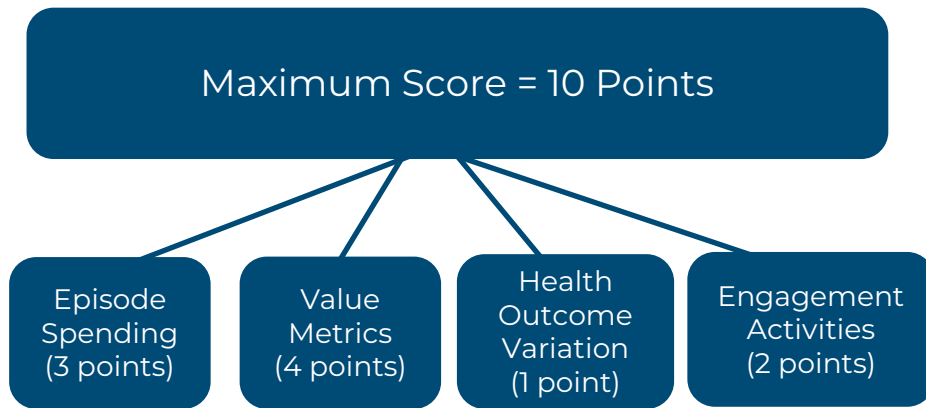 Maximum Score = 10 Points
Episode
Spending
(3 points)
Value
Metrics
(4 points)
Health
Outcome
Variation
(1 point)
Engagement
Activities
(2 points)